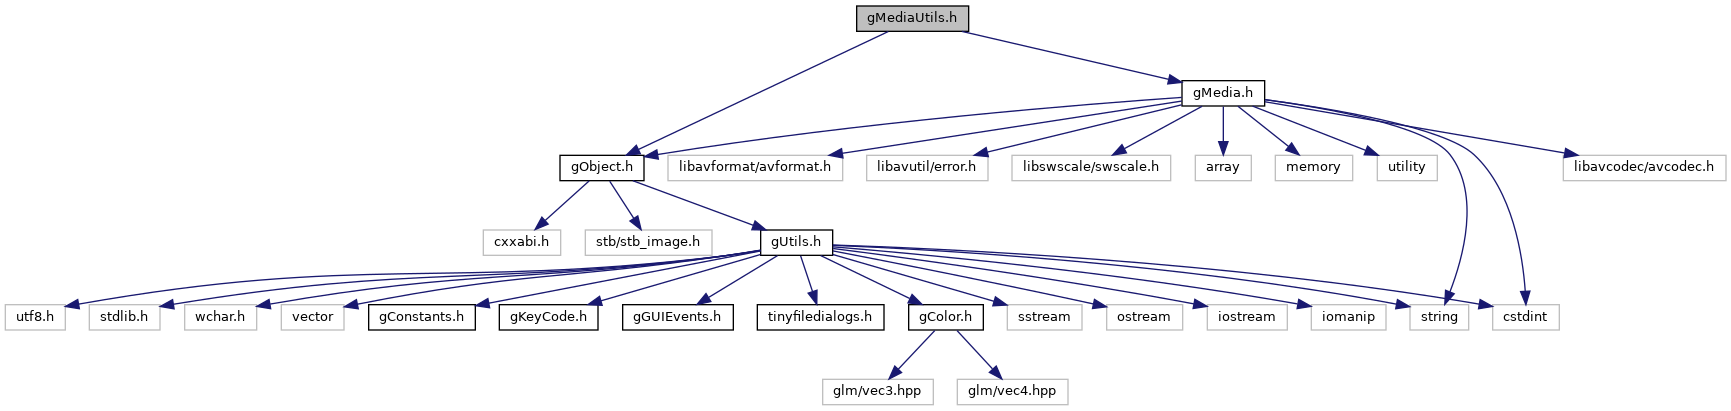 gMediaUtils.h
gMedia.h
gObject.h
libavformat/avformat.h
libavutil/error.h
libswscale/swscale.h
array
memory
utility
libavcodec/avcodec.h
cxxabi.h
stb/stb_image.h
gUtils.h
utf8.h
stdlib.h
wchar.h
vector
gConstants.h
gKeyCode.h
gGUIEvents.h
tinyfiledialogs.h
gColor.h
sstream
ostream
iostream
iomanip
string
cstdint
glm/vec3.hpp
glm/vec4.hpp